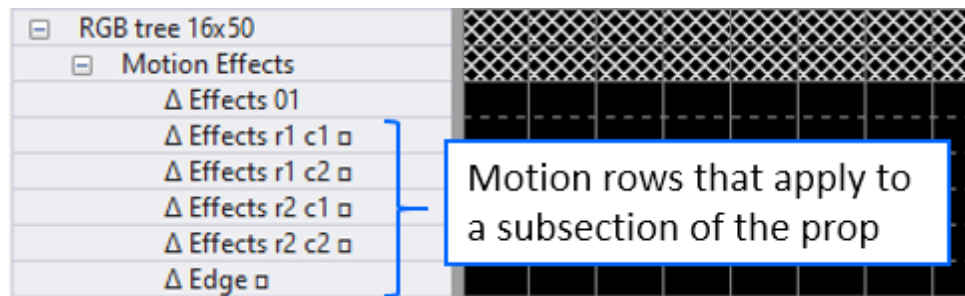 RGB tree 16x50
Motion Effects
Δ Effects 01
Δ Effects r1 c1 ¤
Δ Effects r1 c2 ¤
Δ Effects r2 c1 ¤
Δ Effects r2 c2 ¤
Δ Edge ¤
Motion rows that apply to
a subsection of the prop